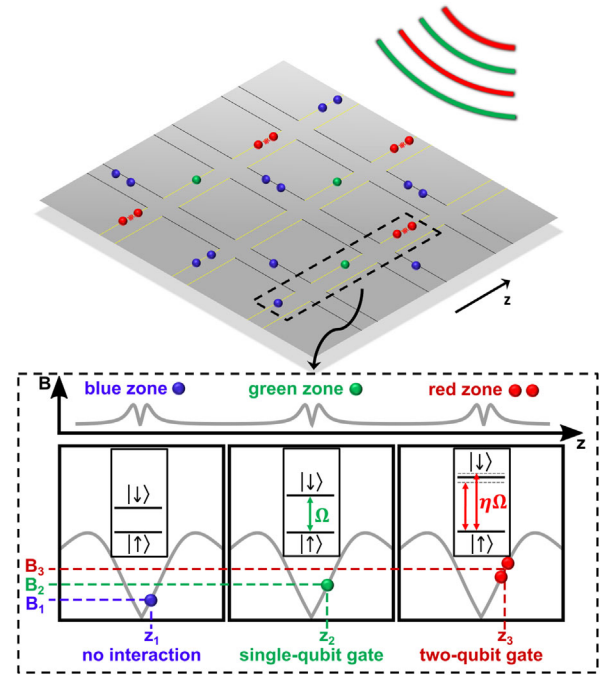 z
B
blue zone
green zone
red zone
z
|↓⟩
|↑⟩
|↓⟩
Ω
|↑⟩
|↓⟩
ηΩ
|↑⟩
B₃
B₂
B₁
z₁
z₂
z₃
no interaction
single-qubit gate
two-qubit gate